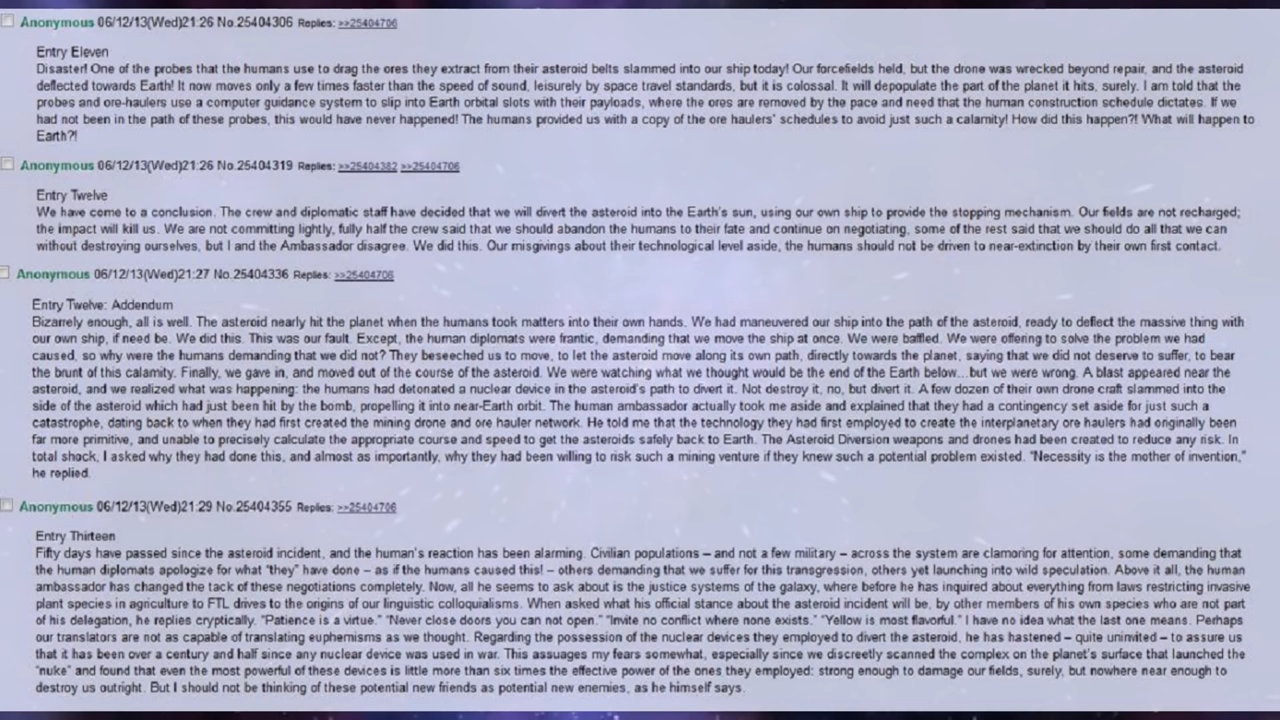 Anonymous 06/12/13(Wed)21:26 No.25404306 Replies: >>25404706
Entry Eleven
Disaster! One of the probes that the humans use to drag the ores they extract from their asteroid belts slammed into our ship today! Our forcefields held, but the drone was wrecked beyond repair, and the asteroid
deflected towards Earth! It now moves only a few times faster than the speed of sound, leisurely by space travel standards, but it is colossal. It will depopulate the part of the planet it hits, surely. I am told that the
probes and ore-haulers use a computer guidance system to slip into Earth orbital slots with their payloads, where the ores are removed by the pace and need that the human construction schedule dictates. If we
had not been in the path of these probes, this would have never happened! The humans provided us with a copy of the ore haulers' schedules to avoid just such a calamity! How did this happen?! What will happen to
Earth?!
Anonymous 06/12/13(Wed)21:26 No.25404319 Replies: >>25404382 >>25404706
Entry Twelve
We have come to a conclusion. The crew and diplomatic staff have decided that we will divert the asteroid into the Earth's sun, using our own ship to provide the stopping mechanism. Our fields are not recharged;
the impact will kill us. We are not committing lightly, fully half the crew said that we should abandon the humans to their fate and continue on negotiating, some of the rest said that we should do all that we can
without destroying ourselves, but I and the Ambassador disagree. We did this. Our misgivings about their technological level aside, the humans should not be driven to near-extinction by their own first contact.
Anonymous 06/12/13(Wed)21:27 No.25404336 Replies: >>25404706
Entry Twelve: Addendum
Bizarrely enough, all is well. The asteroid nearly hit the planet when the humans took matters into their own hands. We had maneuvered our ship into the path of the asteroid, ready to deflect the massive thing with
our own ship, if need be. We did this. This was our fault. Except, the human diplomats were frantic, demanding that we move the ship at once. We were baffled. We were offering to solve the problem we had
caused, so why were the humans demanding that we did not? They beseeched us to move, to let the asteroid move along its own path, directly towards the planet, saying that we did not deserve to suffer, to bear
the brunt of this calamity. Finally, we gave in, and moved out of the course of the asteroid. We were watching what we thought would be the end of the Earth below...but we were wrong. A blast appeared near the
asteroid, and we realized what was happening: the humans had detonated a nuclear device in the asteroid's path to divert it. Not destroy it, no, but divert it. A few dozen of their own drone craft slammed into the
side of the asteroid which had just been hit by the bomb, propelling it into near-Earth orbit. The human ambassador actually took me aside and explained that they had a contingency set aside for just such a
catastrophe, dating back to when they had first created the mining drone and ore hauler network. He told me that the technology they had first employed to create the interplanetary ore haulers had originally been
far more primitive, and unable to precisely calculate the appropriate course and speed to get the asteroids safely back to Earth. The Asteroid Diversion weapons and drones had been created to reduce any risk. In
total shock, I asked why they had done this, and almost as importantly, why they had been willing to risk such a mining venture if they knew such a potential problem existed. "Necessity is the mother of invention,"
he replied.
Anonymous 06/12/13(Wed)21:29 No.25404355 Replies: >>25404706
Entry Thirteen
Fifty days have passed since the asteroid incident, and the human's reaction has been alarming. Civilian populations – and not a few military – across the system are clamoring for attention, some demanding that
the human diplomats apologize for what "they" have done – as if the humans caused this! – others demanding that we suffer for this transgression, others yet launching into wild speculation. Above it all, the human
ambassador has changed the tack of these negotiations completely. Now, all he seems to ask about is the justice systems of the galaxy, where before he has inquired about everything from laws restricting invasive
plant species in agriculture to FTL drives to the origins of our linguistic colloquialisms. When asked what his official stance about the asteroid incident will be, by other members of his own species who are not part
of his delegation, he replies cryptically. "Patience is a virtue." "Never close doors you can not open." "Invite no conflict where none exists." "Yellow is most flavorful." I have no idea what the last one means. Perhaps
our translators are not as capable of translating euphemisms as we thought. Regarding the possession of the nuclear devices they employed to divert the asteroid, he has hastened – quite uninvited – to assure us
that it has been over a century and half since any nuclear device was used in war. This assuages my fears somewhat, especially since we discreetly scanned the complex on the planet's surface that launched the
"nuke" and found that even the most powerful of these devices is little more than six times the effective power of the ones they employed: strong enough to damage our fields, surely, but nowhere near enough to
destroy us outright. But I should not be thinking of these potential new friends as potential new enemies, as he himself says.